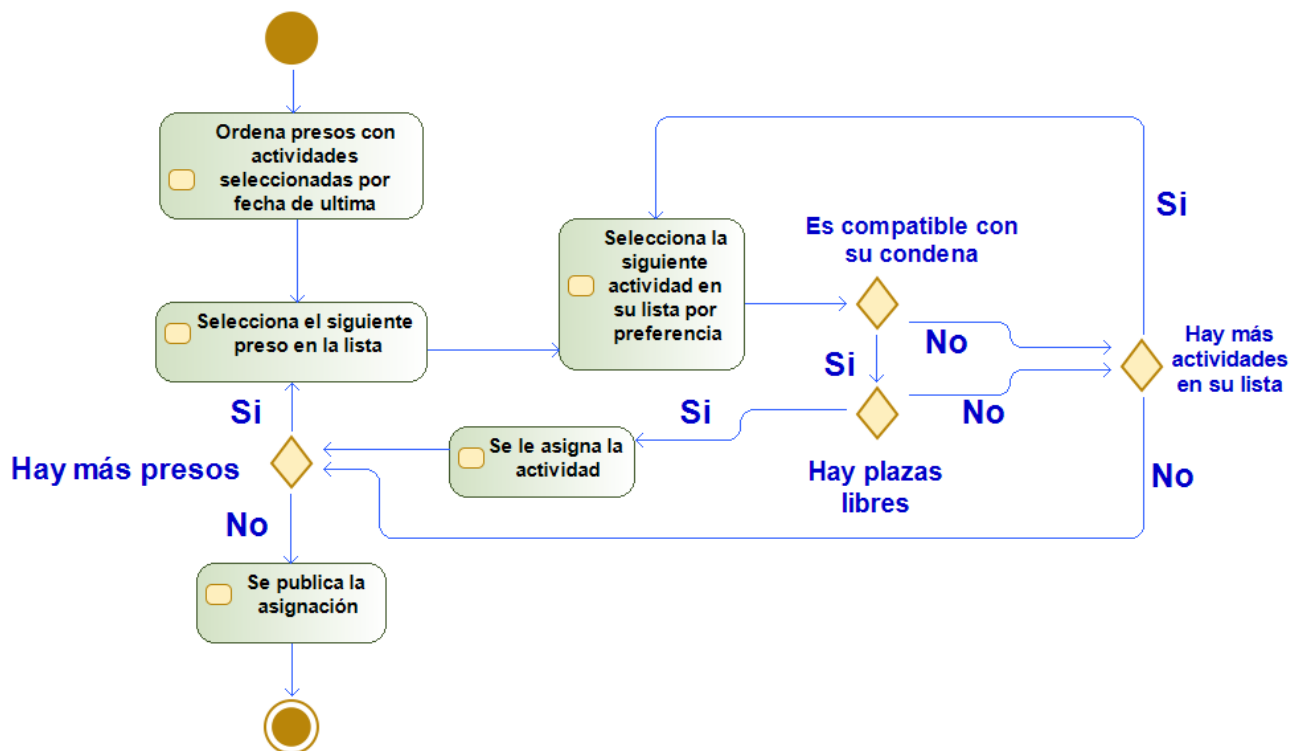 Ordena presos con
actividades
seleccionadas por
fecha de ultima
Selecciona el siguiente
preso en la lista
Selecciona la
siguiente
actividad en
su lista por
preferencia
Es compatible con
su condena
Si
No
Si
No
Hay más
actividades
en su lista
Si
No
Hay plazas
libres
Se le asigna la
actividad
Si
Hay más presos
No
Se publica la
asignación